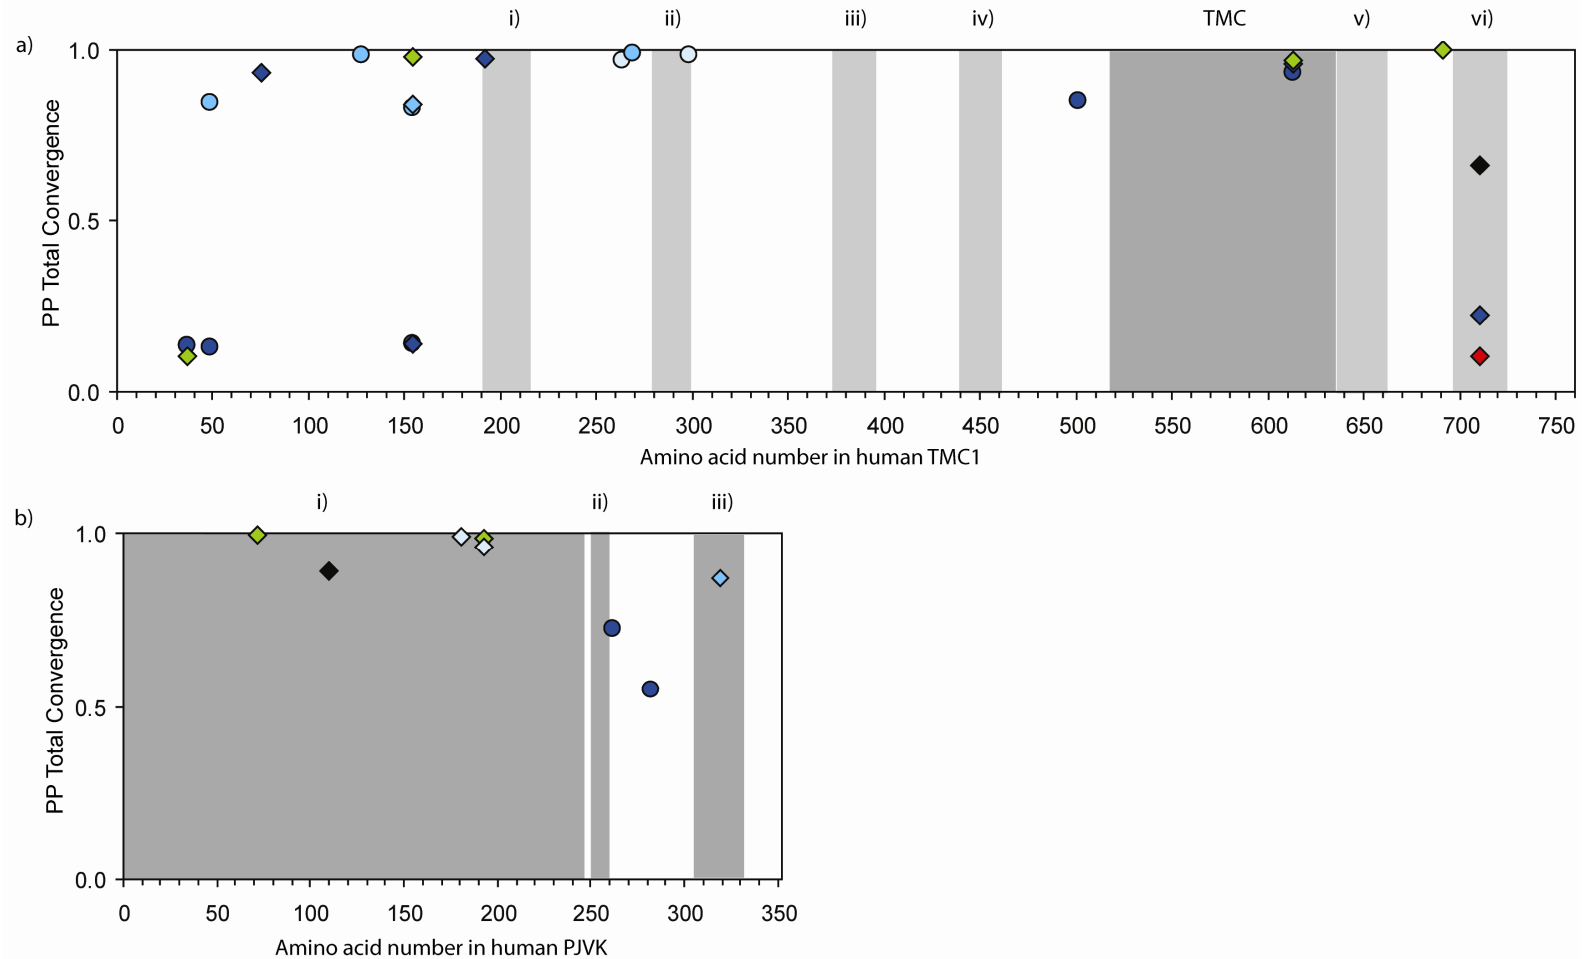 i) ii) iii) iv) TMC v) vi)
a)
1.0
0.5
0.0
PP Total Convergence
0 50 100 150 200 250 300 350 400 450 500 550 600 650 700 750
Amino acid number in human TMC1
i) ii) iii)
b)
1.0
0.5
0.0
PP Total Convergence
0 50 100 150 200 250 300 350
Amino acid number in human PJVK